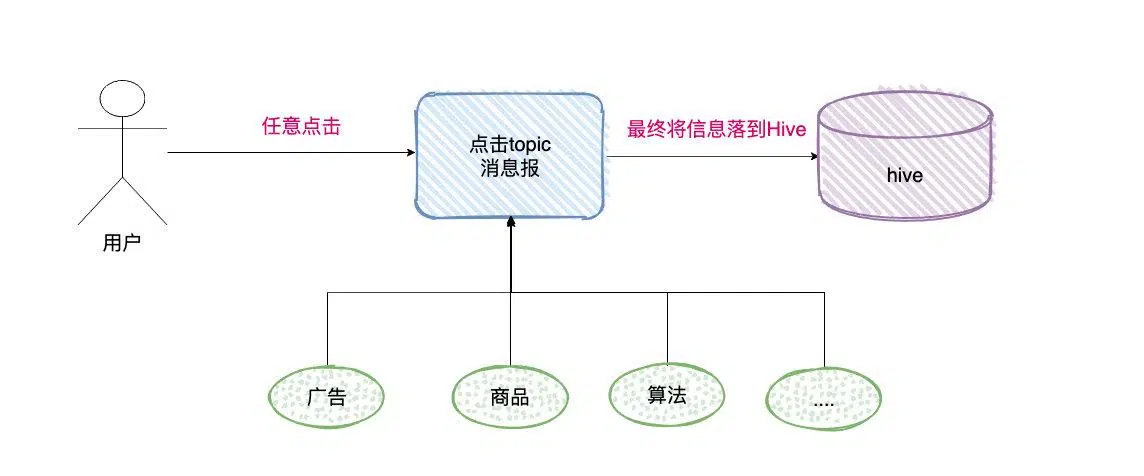 任意点击
点击topic
消息报
最终将信息落到Hive
hive
用户
广告
商品
算法
....